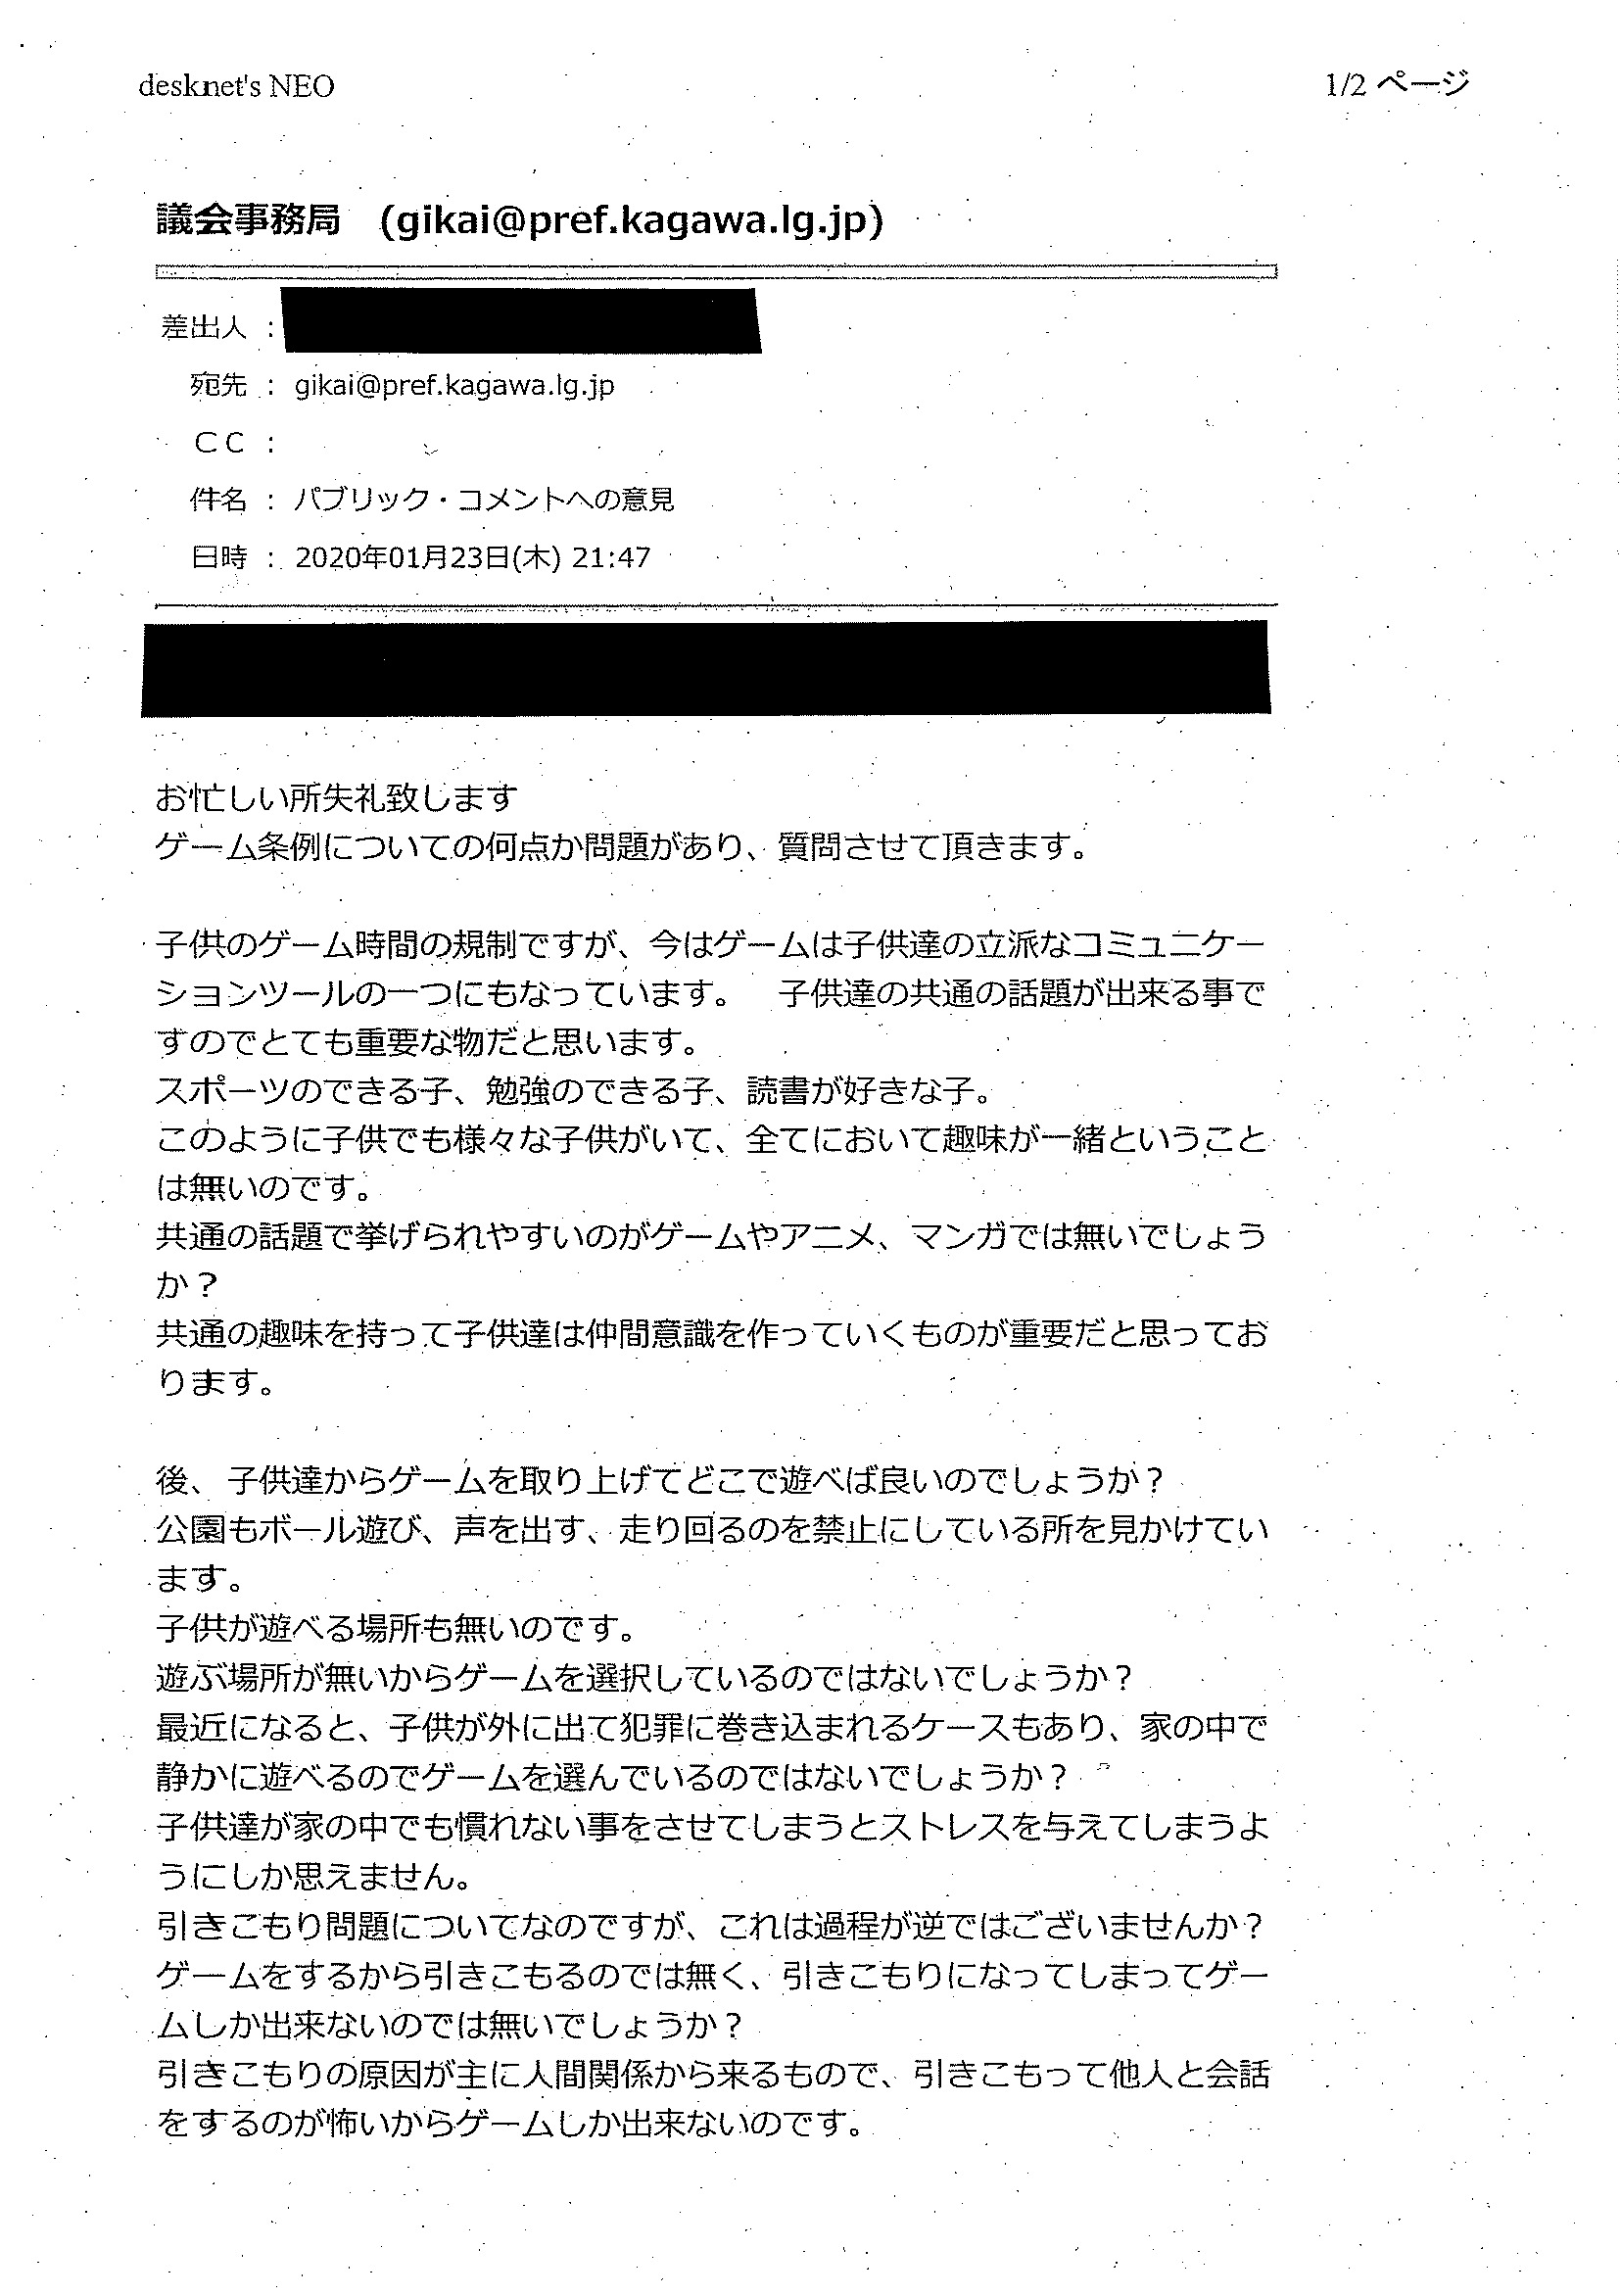 desknet's NEO
1/2 ページ
議会事務局　(gikai@pref.kagawa.lg.jp)
差出人 ：
宛先 ： gikai@pref.kagawa.lg.jp
ＣＣ ：
件名 ： パブリック・コメントへの意見
日時 ： 2020年01月23日(木) 21:47
お忙しい所失礼致します
ゲーム条例についての何点か問題があり、質問させて頂きます。
子供のゲーム時間の規制ですが、今はゲームは子供達の立派なコミュニケー
ションツールの一つにもなっています。　子供達の共通の話題が出来る事で
すのでとても重要な物だと思います。
スポーツのできる子、勉強のできる子、読書が好きな子。
このように子供でも様々な子供がいて、全てにおいて趣味が一緒ということ
は無いのです。
共通の話題で挙げられやすいのがゲームやアニメ、マンガでは無いでしょう
か？
共通の趣味を持って子供達は仲間意識を作っていくものが重要だと思ってお
ります。
後、子供達からゲームを取り上げてどこで遊べば良いのでしょうか？
公園もボール遊び、声を出す、走り回るのを禁止にしている所を見かけてい
ます。
子供が遊べる場所も無いのです。
遊ぶ場所が無いからゲームを選択しているのではないでしょうか？
最近になると、子供が外に出て犯罪に巻き込まれるケースもあり、家の中で
静かに遊べるのでゲームを選んでいるのではないでしょうか？
子供達が家の中でも慣れない事をさせてしまうとストレスを与えてしまうよ
うにしか思えません。
引きこもり問題についてなのですが、これは過程が逆ではございませんか？
ゲームをするから引きこもるのでは無く、引きこもりになってしまってゲー
ムしか出来ないのでは無いでしょうか？
引きこもりの原因が主に人間関係から来るもので、引きこもって他人と会話
をするのが怖いからゲームしか出来ないのです。